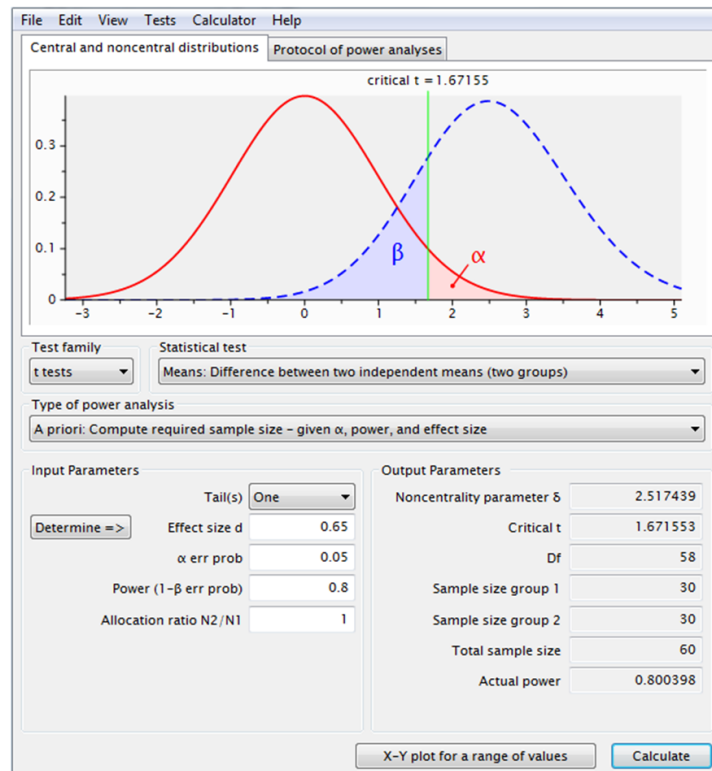 File Edit View Tests Calculator Help
Central and noncentral distributions Protocol of power analyses
critical t = 1.67155
0.3
0.2
β α
0.1
0
-3 -2 -1 0 1 2 3 4 5
Test family Statistical test
t tests Means: Difference between two independent means (two groups)
Type of power analysis
A priori: Compute required sample size - given α, power, and effect size
Input Parameters Output Parameters
Tail(s) One Noncentrality parameter δ 2.517439
Determine => Effect size d 0.65 Critical t 1.671553
α err prob 0.05 Df 58
Power (1-β err prob) 0.8 Sample size group 1 30
Allocation ratio N2/N1 1 Sample size group 2 30
Total sample size 60
Actual power 0.800398
X-Y plot for a range of values Calculate